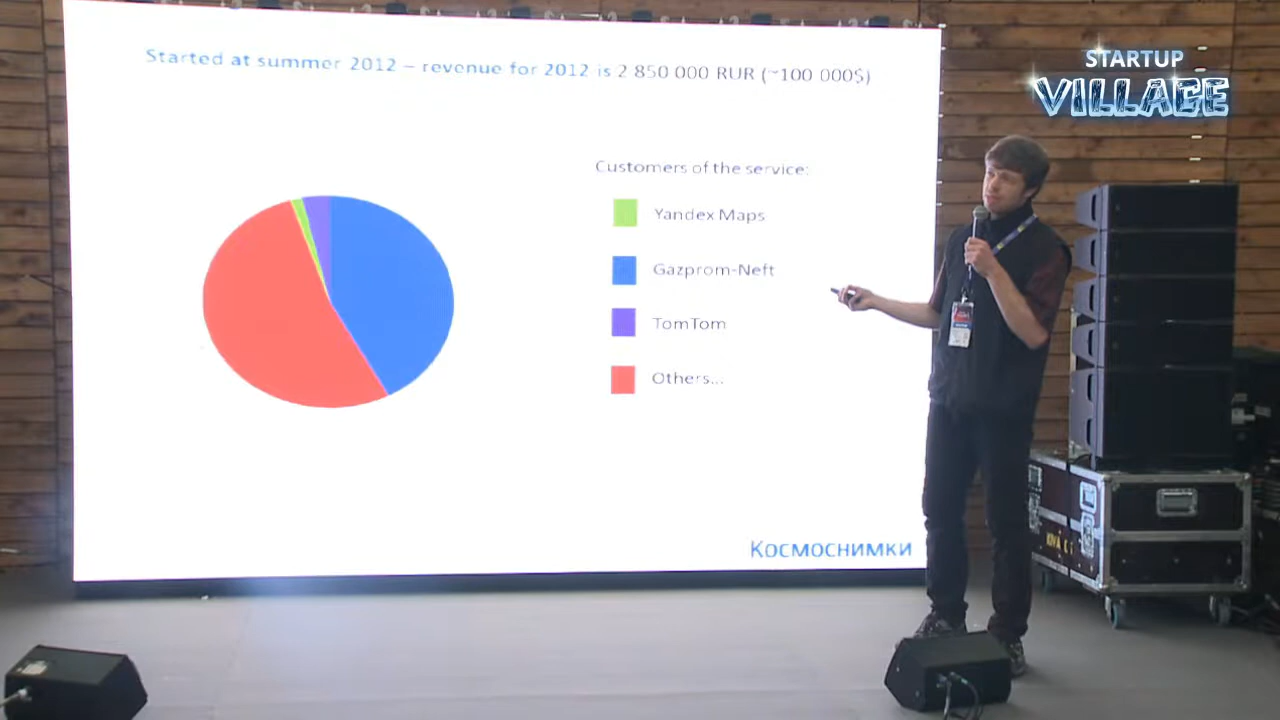 Started at summer 2012 – revenue for 2012 is 2 850 000 RUR (~100 000$)
STARTUP
VILLAGE
Customers of the service:
Yandex Maps
Gazprom-Neft
TomTom
Others...
Космоснимки